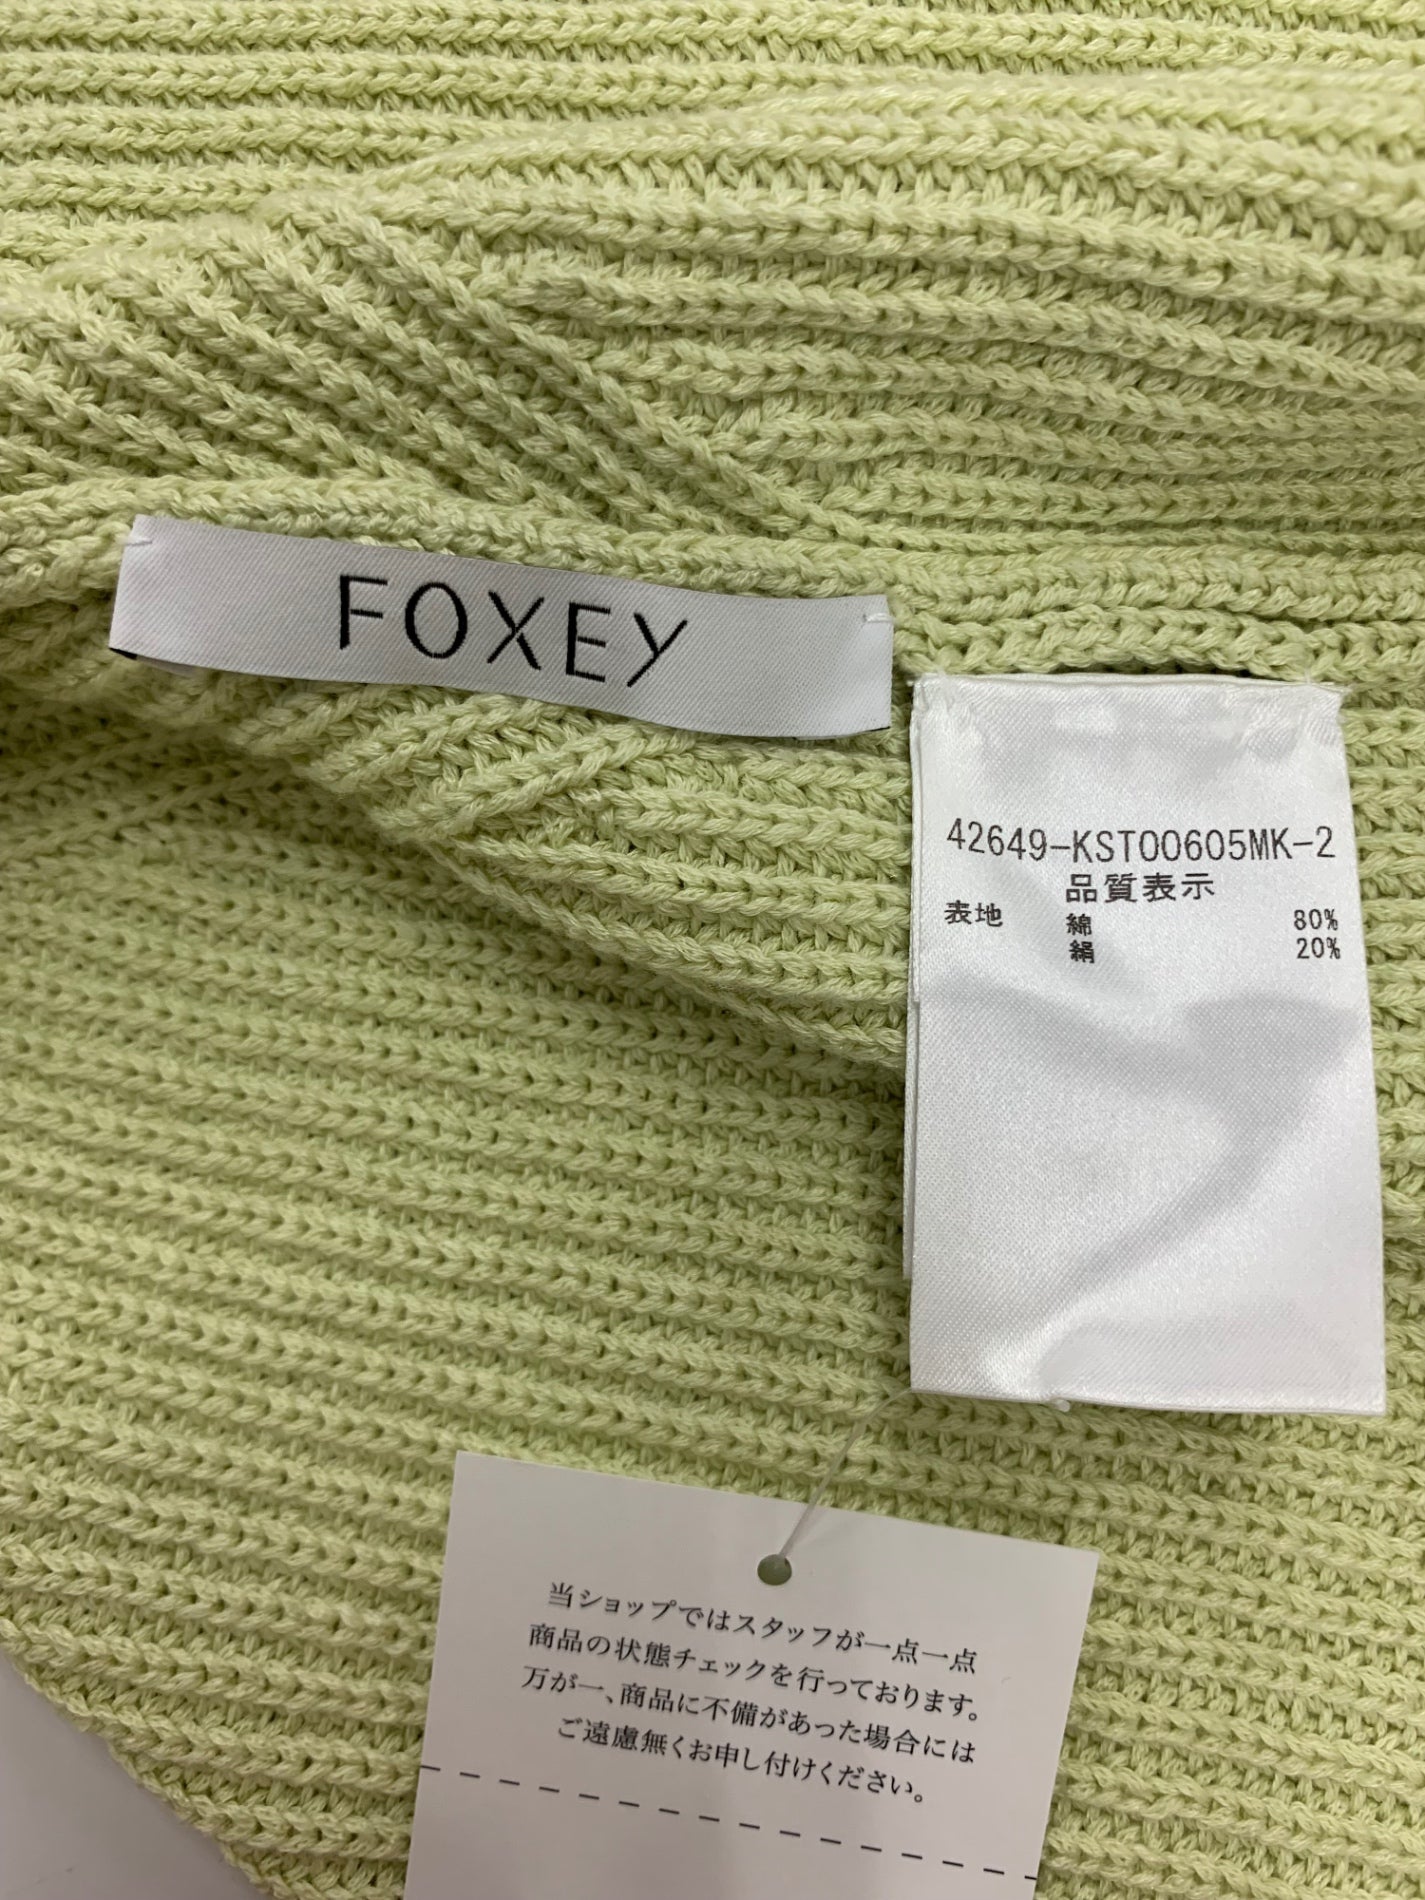 FOXEY
42649-KST00605MK-2
品質表示
表地 綿 80%
絹 20%
当ショップではスタッフが一点一点
商品の状態チェックを行っております。
万が一、商品に不備があった場合には
ご遠慮無くお申し付けください。